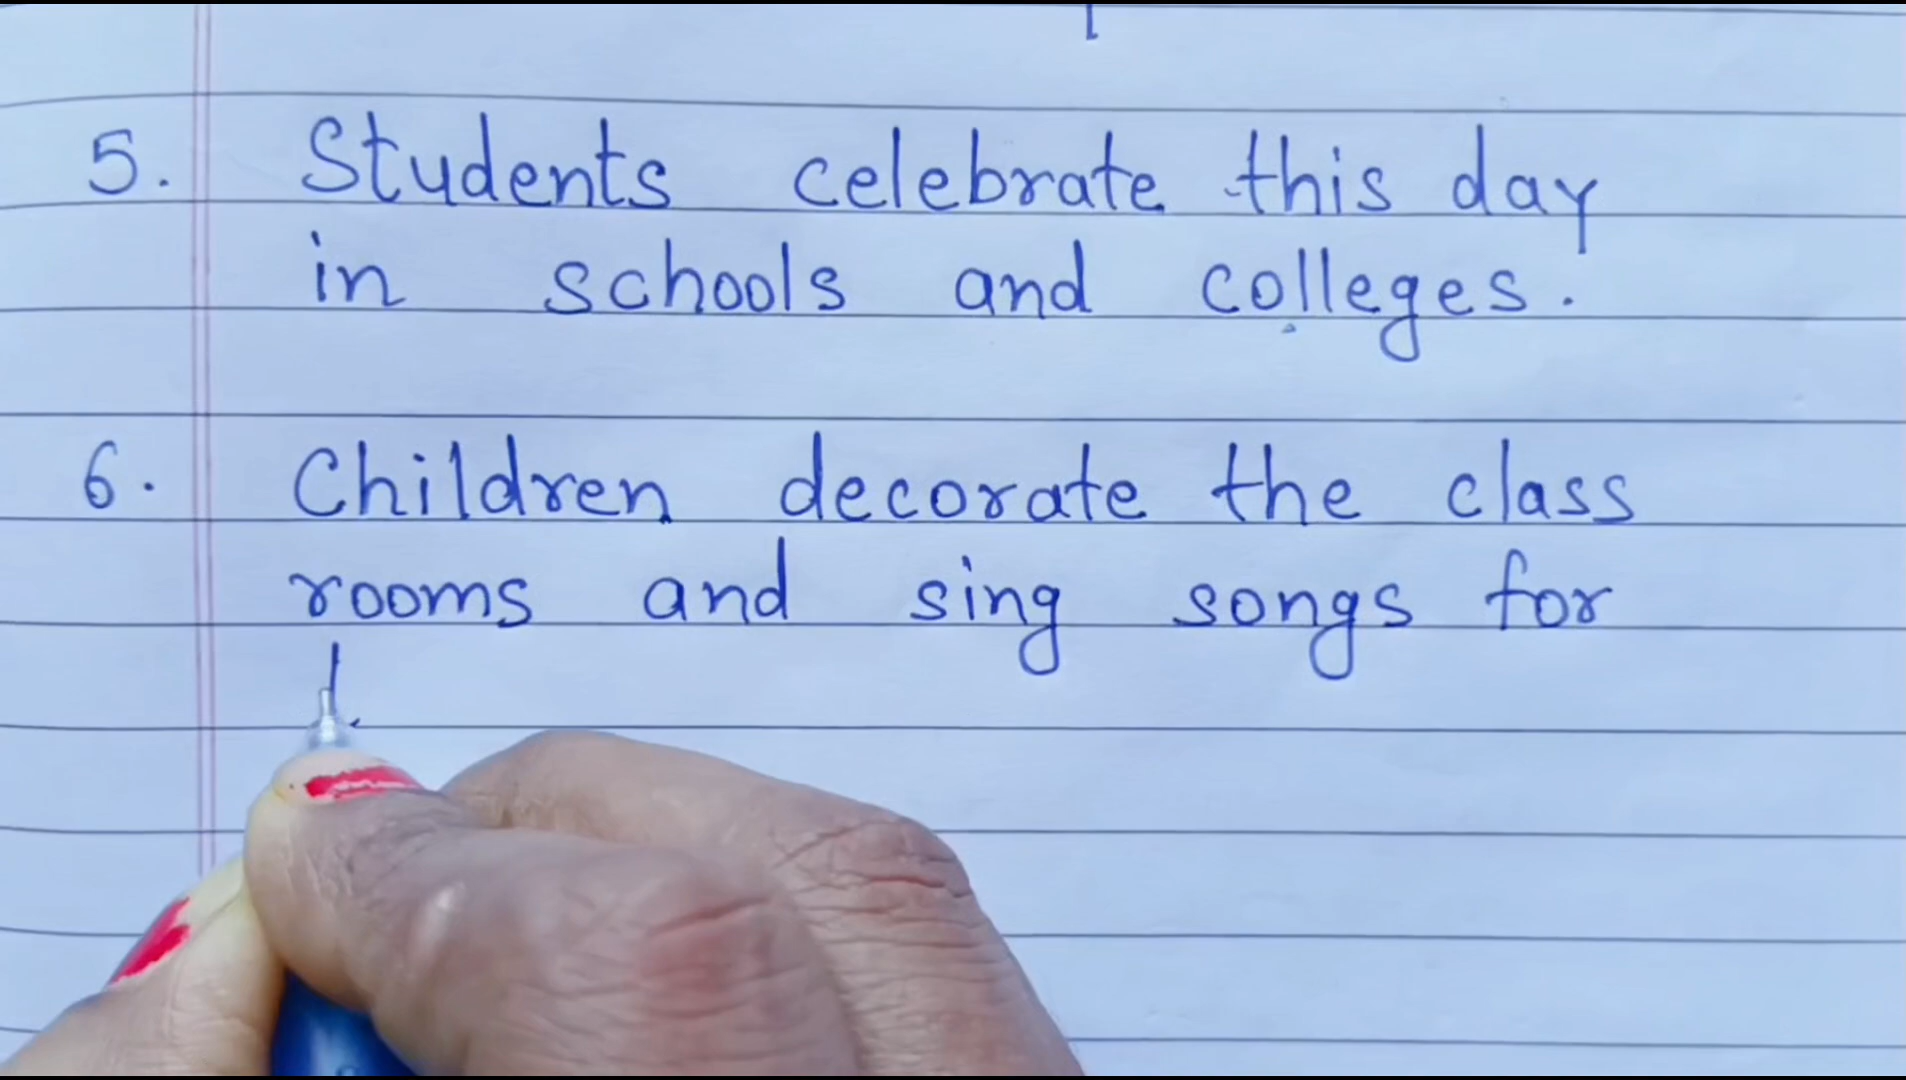 5. Students celebrate this day
in schools and colleges.
6. Children decorate the class
rooms and sing songs for